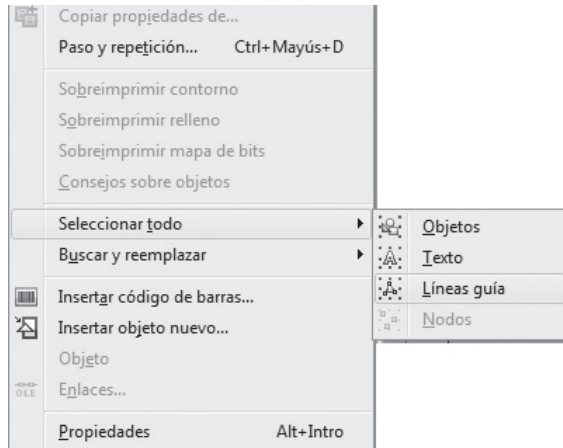 Copiar propiedades de...
Paso y repetición... Ctrl+Mayús+D
Sobreimprimir contorno
Sobreimprimir relleno
Sobreimprimir mapa de bits
Consejos sobre objetos
Seleccionar todo
Buscar y reemplazar
Insertar código de barras...
Insertar objeto nuevo...
Objeto
OLE Enlaces...
Propiedades Alt+Intro
Objetos
Texto
Líneas guía
Nodos